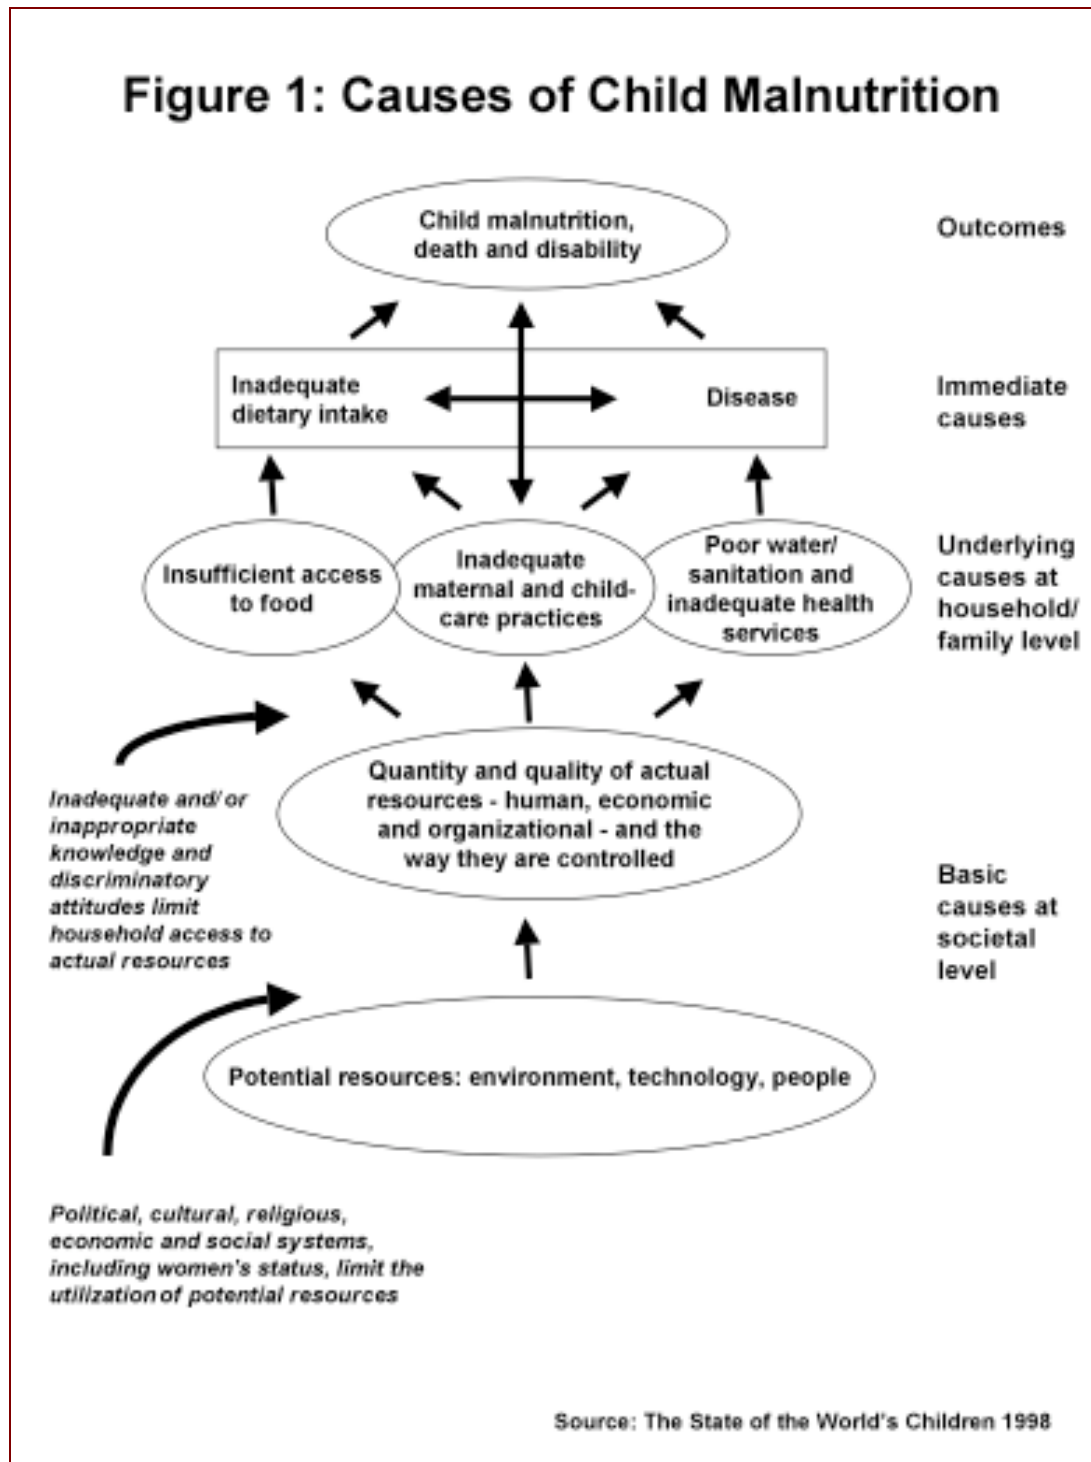 Figure 1: Causes of Child Malnutrition
Child malnutrition,
death and disability
Outcomes
Inadequate
dietary intake
Disease
Immediate
causes
Insufficient access
to food
Inadequate
maternal and child-
care practices
Poor water/
sanitation and
inadequate health
services
Underlying
causes at
household/
family level
Quantity and quality of actual
resources - human, economic
and organizational - and the
way they are controlled
Inadequate and/or
inappropriate
knowledge and
discriminatory
attitudes limit
household access to
actual resources
Basic
causes at
societal
level
Potential resources: environment, technology, people
Political, cultural, religious,
economic and social systems,
including women's status, limit the
utilization of potential resources
Source: The State of the World's Children 1998